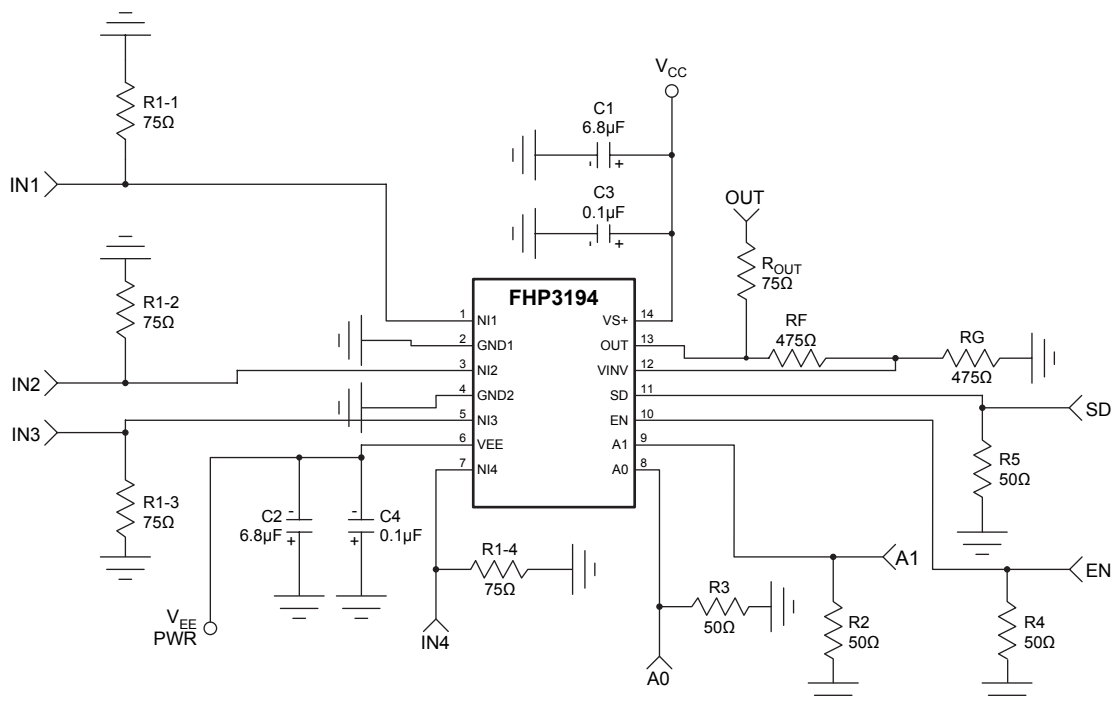 R1-1
75Ω
IN1
R1-2
75Ω
IN2
IN3
R1-3
75Ω
V_CC
C1
6.8µF
- +
C3
0.1µF
- +
OUT
R_OUT
75Ω
RF
475Ω
RG
475Ω
FHP3194
1 NI1
2 GND1
3 NI2
4 GND2
5 NI3
6 VEE
7 NI4
VS+ 14
OUT 13
VINV 12
SD 11
EN 10
A1 9
A0 8
SD
R5
50Ω
C2
6.8µF
-
+
C4
0.1µF
-
+
V_EE
PWR
R1-4
75Ω
IN4
R3
50Ω
A0
A1
R2
50Ω
EN
R4
50Ω